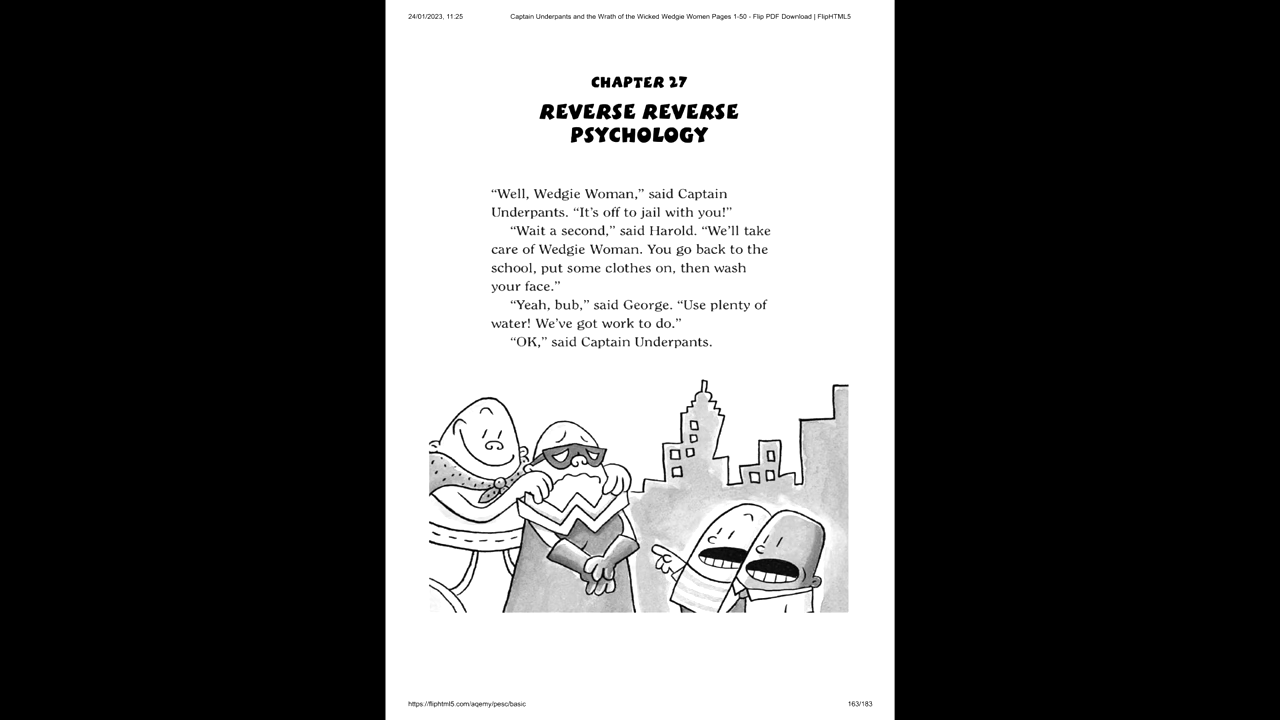 24/01/2023, 11:25
Captain Underpants and the Wrath of the Wicked Wedgie Women Pages 1-50 - Flip PDF Download | FlipHTML5
CHAPTER 27
REVERSE REVERSE
PSYCHOLOGY
“Well, Wedgie Woman,” said Captain
Underpants. “It’s off to jail with you!”
“Wait a second,” said Harold. “We’ll take
care of Wedgie Woman. You go back to the
school, put some clothes on, then wash
your face.”
“Yeah, bub,” said George. “Use plenty of
water! We’ve got work to do.”
“OK,” said Captain Underpants.
https://fliphtml5.com/aqemy/pesc/basic
163/183